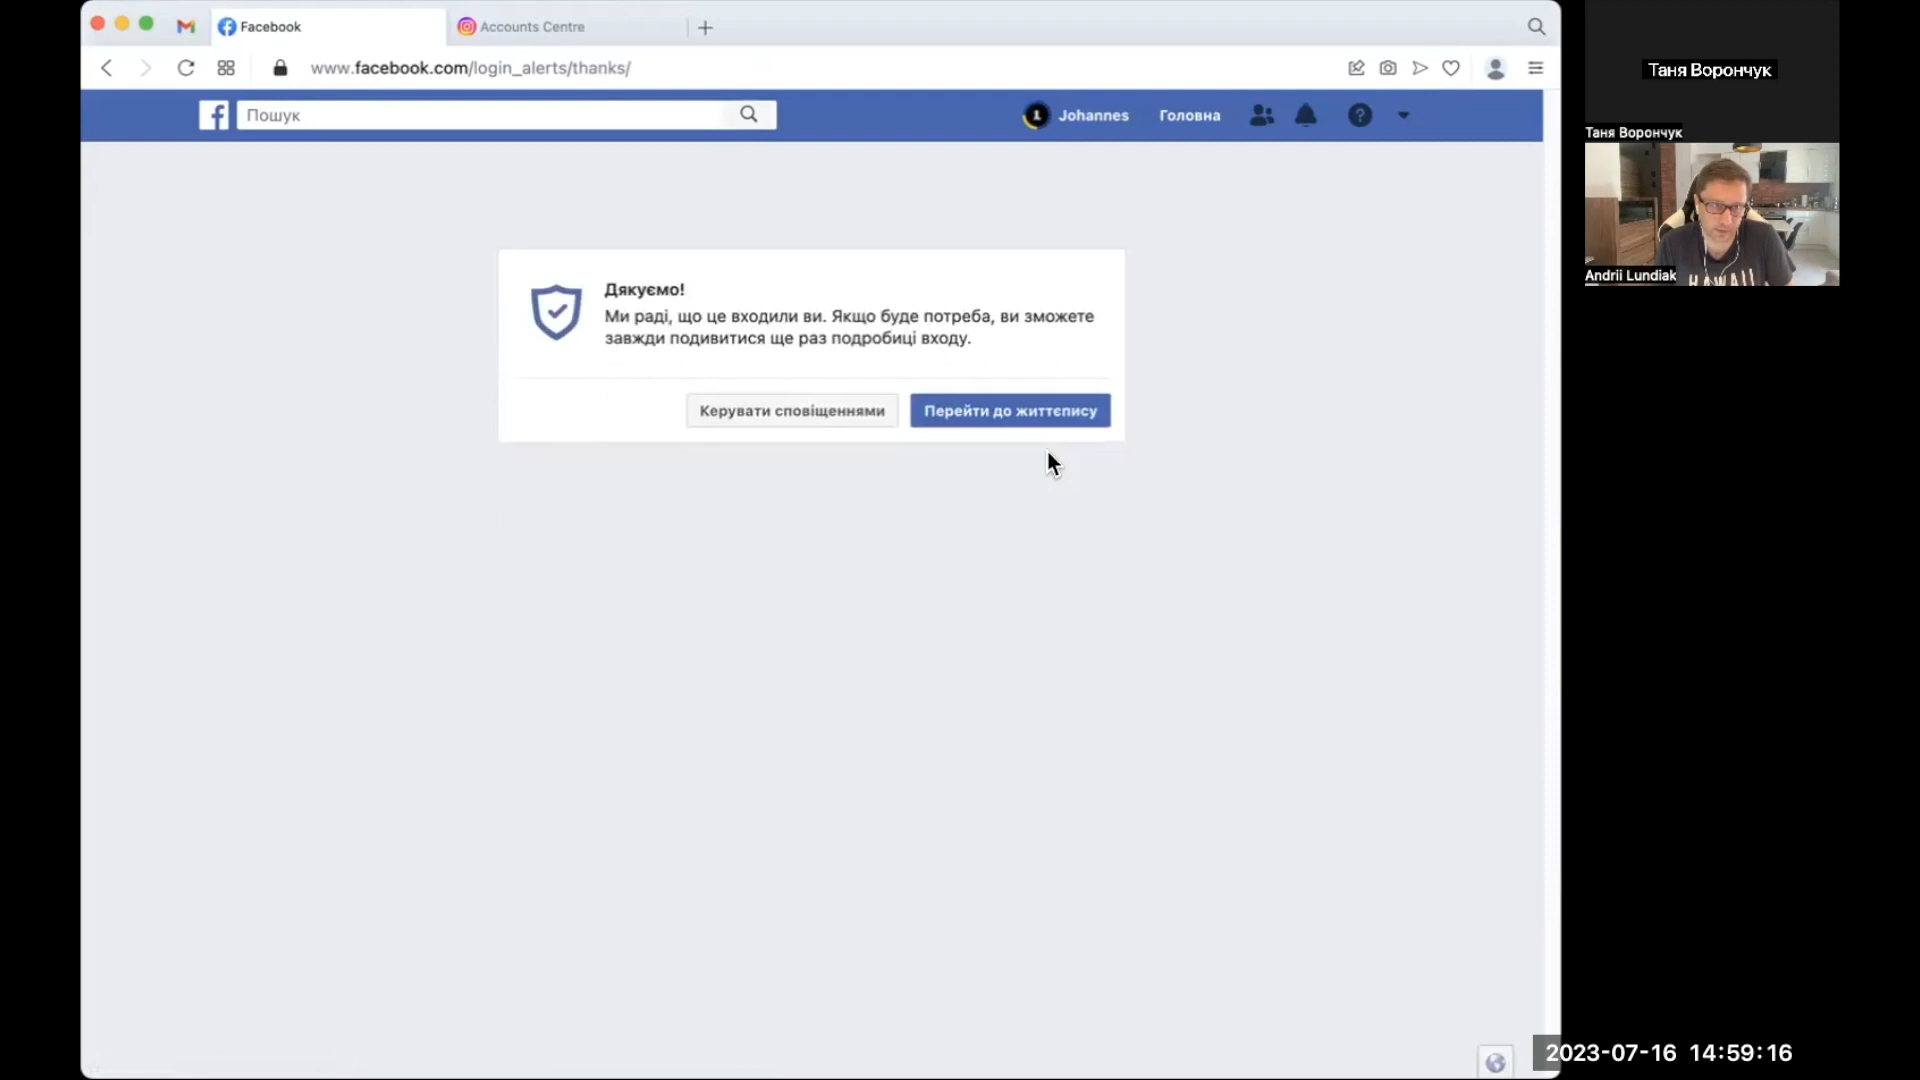 Facebook
Accounts Centre
www.facebook.com/login_alerts/thanks/
Пошук
Johannes
Головна
Дякуємо!
Ми раді, що це входили ви. Якщо буде потреба, ви зможете
завжди подивитися ще раз подробиці входу.
Керувати сповіщеннями
Перейти до життєпису
Таня Ворончук
Таня Ворончук
HAWAII
Andrii Lundiak
2023-07-16 14:59:16